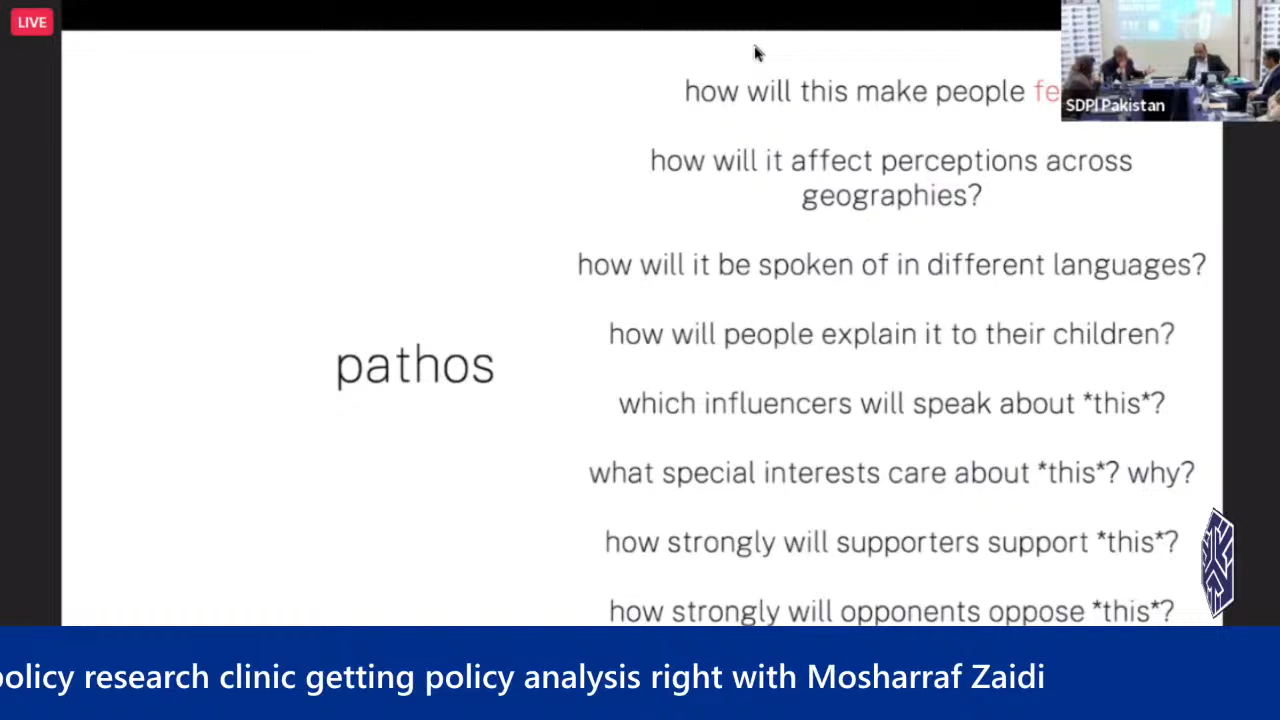 LIVE
how will this make people
SDPI Pakistan
how will it affect perceptions across
geographies?
how will it be spoken of in different languages?
how will people explain it to their children?
pathos
which influencers will speak about *this*?
what special interests care about *this*? why?
how strongly will supporters support *this*?
how strongly will opponents oppose *this*?
policy research clinic getting policy analysis right with Mosharraf Zaidi